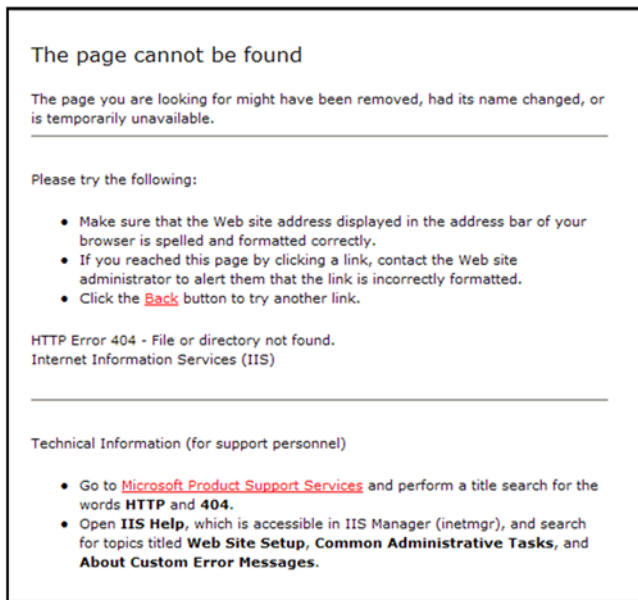 The page cannot be found
The page you are looking for might have been removed, had its name changed, or
is temporarily unavailable.
Please try the following:
• Make sure that the Web site address displayed in the address bar of your
browser is spelled and formatted correctly.
• If you reached this page by clicking a link, contact the Web site
administrator to alert them that the link is incorrectly formatted.
• Click the Back button to try another link.
HTTP Error 404 - File or directory not found.
Internet Information Services (IIS)
Technical Information (for support personnel)
• Go to Microsoft Product Support Services and perform a title search for the
words HTTP and 404.
• Open IIS Help, which is accessible in IIS Manager (inetmgr), and search
for topics titled Web Site Setup, Common Administrative Tasks, and
About Custom Error Messages.